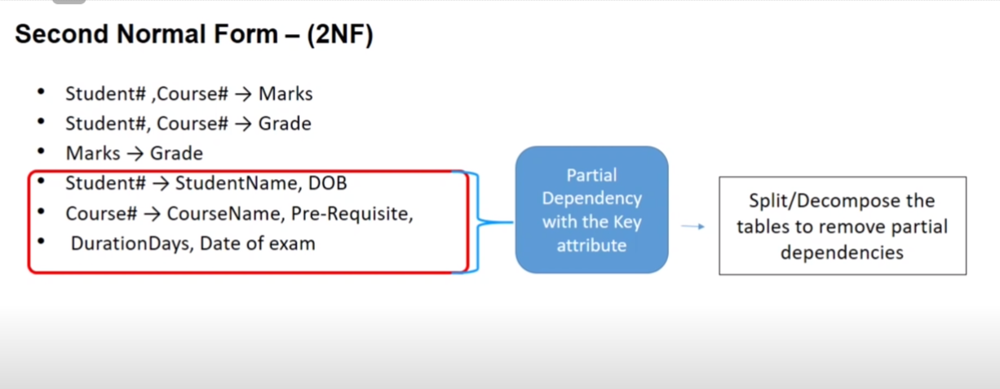 Second Normal Form – (2NF)
• Student# ,Course# → Marks
• Student#, Course# → Grade
• Marks → Grade
• Student# → StudentName, DOB
• Course# → CourseName, Pre-Requisite,
• DurationDays, Date of exam
Partial
Dependency
with the Key
attribute
Split/Decompose the
tables to remove partial
dependencies